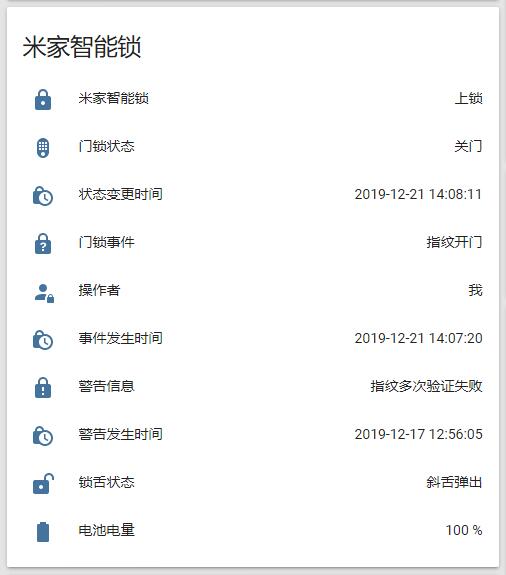 米家智能锁
米家智能锁 上锁
门锁状态 关门
状态变更时间 2019-12-21 14:08:11
门锁事件 指纹开门
操作者 我
事件发生时间 2019-12-21 14:07:20
警告信息 指纹多次验证失败
警告发生时间 2019-12-17 12:56:05
锁舌状态 斜舌弹出
电池电量 100 %